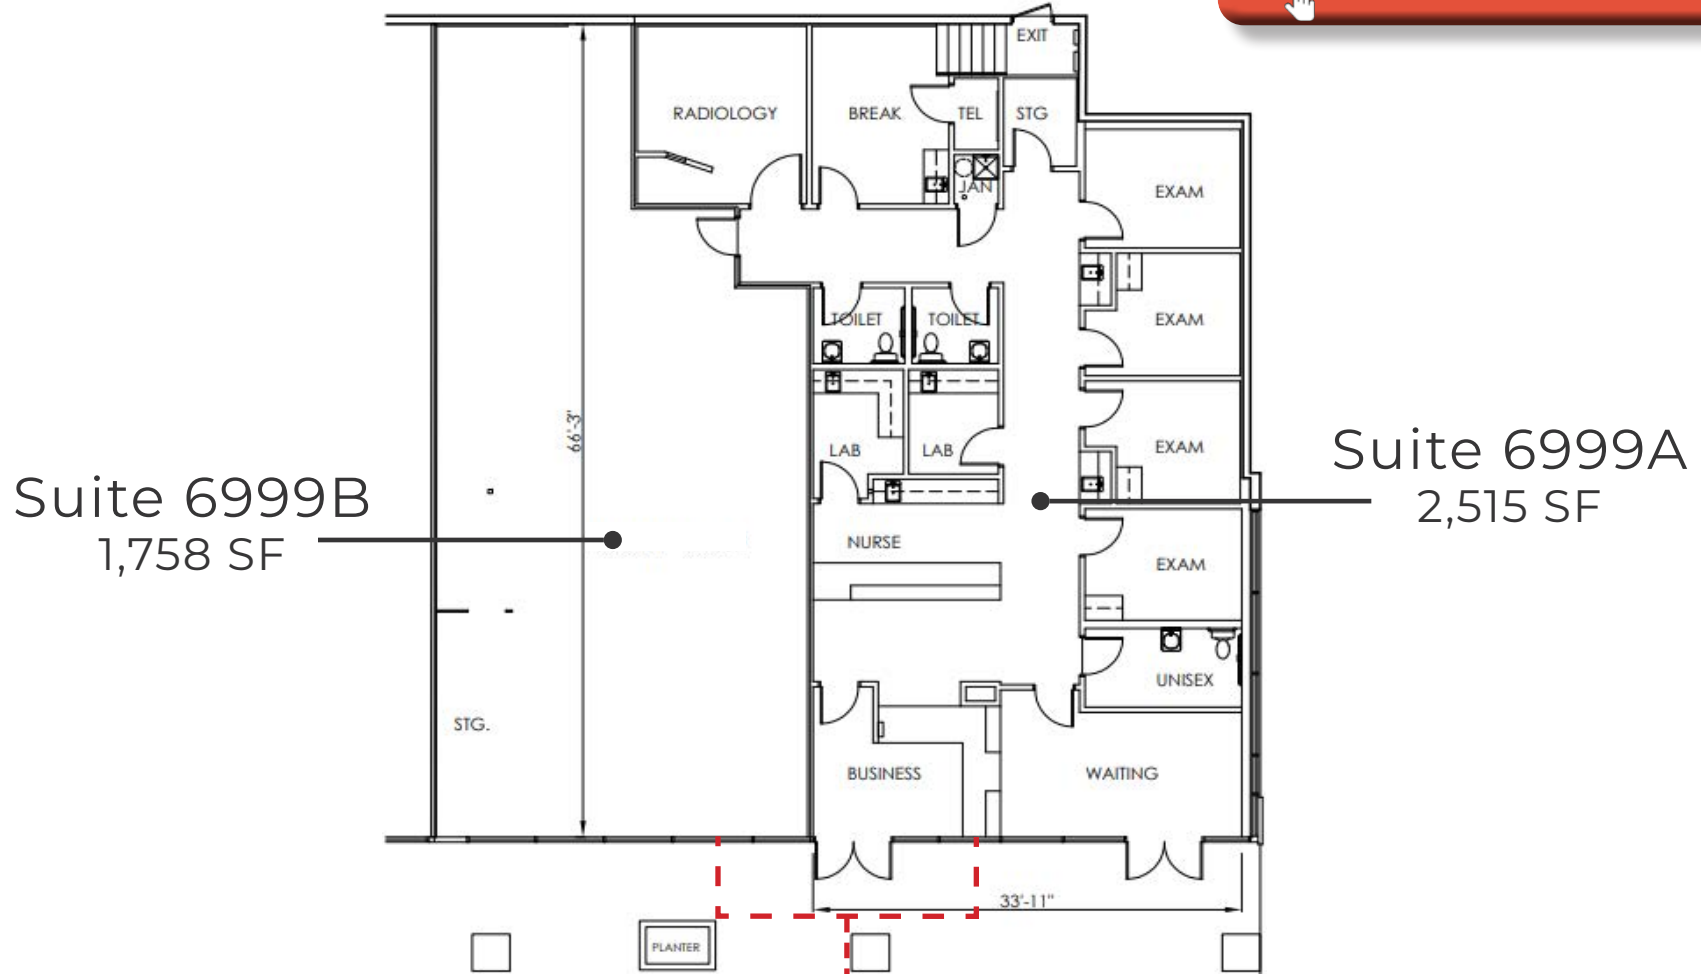 EXIT
RADIOLOGY
BREAK
TEL
STG
JAN
EXAM
TOILET
TOILET
EXAM
66'-3"
LAB
LAB
EXAM
Suite 6999A
2,515 SF
Suite 6999B
1,758 SF
NURSE
EXAM
UNISEX
STG.
BUSINESS
WAITING
33'-11"
PLANTER